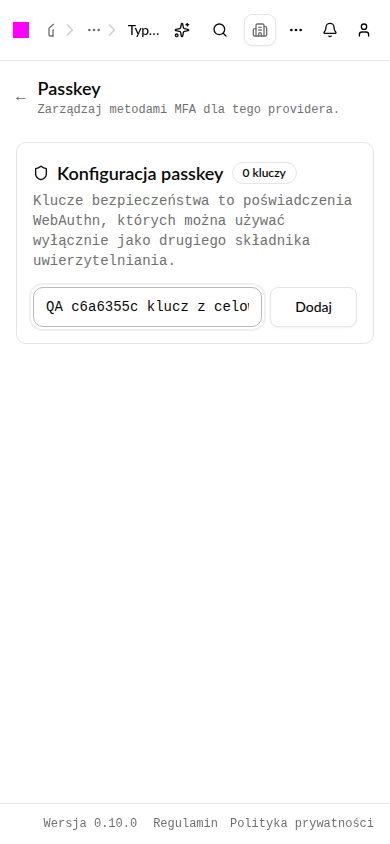 Typ...
Passkey
← Zarządzaj metodami MFA dla tego providera.
Konfiguracja passkey 0 kluczy
Klucze bezpieczeństwa to poświadczenia
WebAuthn, których można używać
wyłącznie jako drugiego składnika
uwierzytelniania.
QA c6a6355c klucz z celo Dodaj
Wersja 0.10.0 Regulamin Polityka prywatności